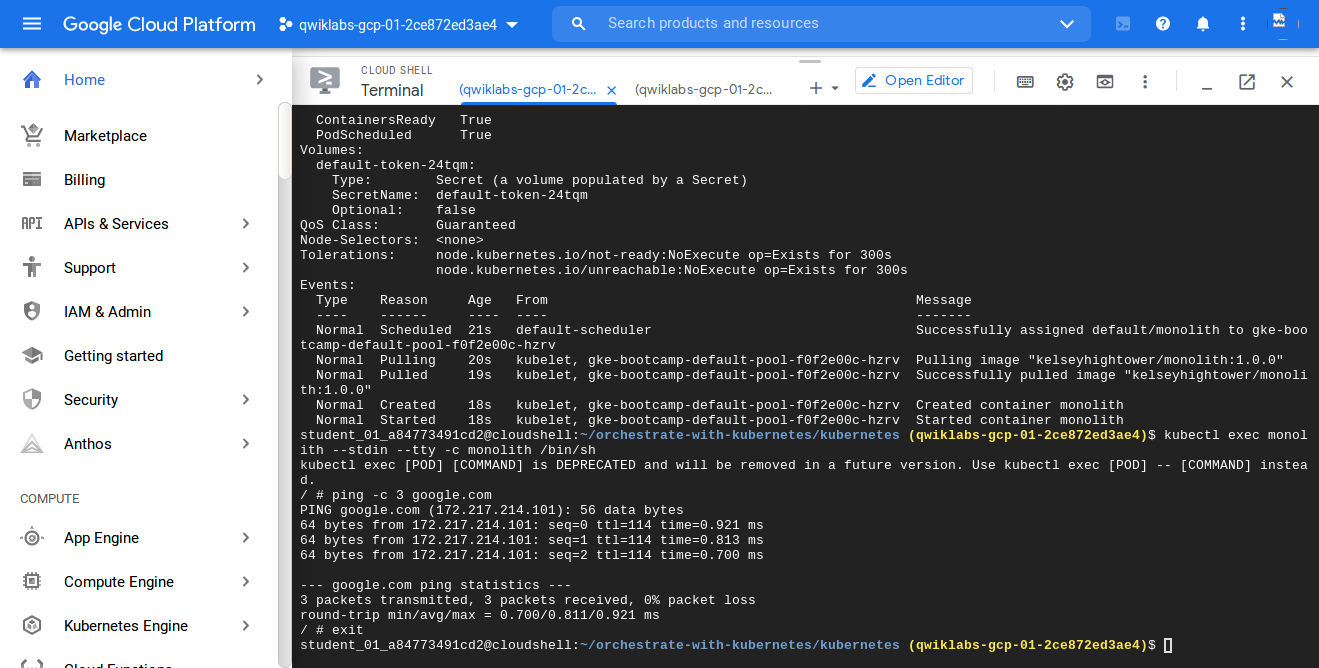 Google Cloud Platform
qwiklabs-gcp-01-2ce872ed3ae4
Search products and resources
Home
Marketplace
Billing
API
APIs & Services
Support
IAM & Admin
Getting started
Security
Anthos
COMPUTE
App Engine
Compute Engine
Kubernetes Engine
Cloud Functions
CLOUD SHELL
Terminal
(qwiklabs-gcp-01-2c...
(qwiklabs-gcp-01-2c...
Open Editor
ContainersReady True
PodScheduled True
Volumes:
default-token-24tqm:
Type: Secret (a volume populated by a Secret)
SecretName: default-token-24tqm
Optional: false
QoS Class: Guaranteed
Node-Selectors: <none>
Tolerations: node.kubernetes.io/not-ready:NoExecute op=Exists for 300s
node.kubernetes.io/unreachable:NoExecute op=Exists for 300s
Events:
Type Reason Age From Message
---- ------ ---- ---- -------
Normal Scheduled 21s default-scheduler Successfully assigned default/monolith to gke-boo
tcamp-default-pool-f0f2e00c-hzrv
Normal Pulling 20s kubelet, gke-bootcamp-default-pool-f0f2e00c-hzrv Pulling image "kelseyhightower/monolith:1.0.0"
Normal Pulled 19s kubelet, gke-bootcamp-default-pool-f0f2e00c-hzrv Successfully pulled image "kelseyhightower/monoli
th:1.0.0"
Normal Created 18s kubelet, gke-bootcamp-default-pool-f0f2e00c-hzrv Created container monolith
Normal Started 18s kubelet, gke-bootcamp-default-pool-f0f2e00c-hzrv Started container monolith
student_01_a84773491cd2@cloudshell:~/orchestrate-with-kubernetes/kubernetes (qwiklabs-gcp-01-2ce872ed3ae4)$ kubectl exec monol
ith --stdin --tty -c monolith /bin/sh
kubectl exec [POD] [COMMAND] is DEPRECATED and will be removed in a future version. Use kubectl exec [POD] -- [COMMAND] instea
d.
/ # ping -c 3 google.com
PING google.com (172.217.214.101): 56 data bytes
64 bytes from 172.217.214.101: seq=0 ttl=114 time=0.921 ms
64 bytes from 172.217.214.101: seq=1 ttl=114 time=0.813 ms
64 bytes from 172.217.214.101: seq=2 ttl=114 time=0.700 ms
--- google.com ping statistics ---
3 packets transmitted, 3 packets received, 0% packet loss
round-trip min/avg/max = 0.700/0.811/0.921 ms
/ # exit
student_01_a84773491cd2@cloudshell:~/orchestrate-with-kubernetes/kubernetes (qwiklabs-gcp-01-2ce872ed3ae4)$